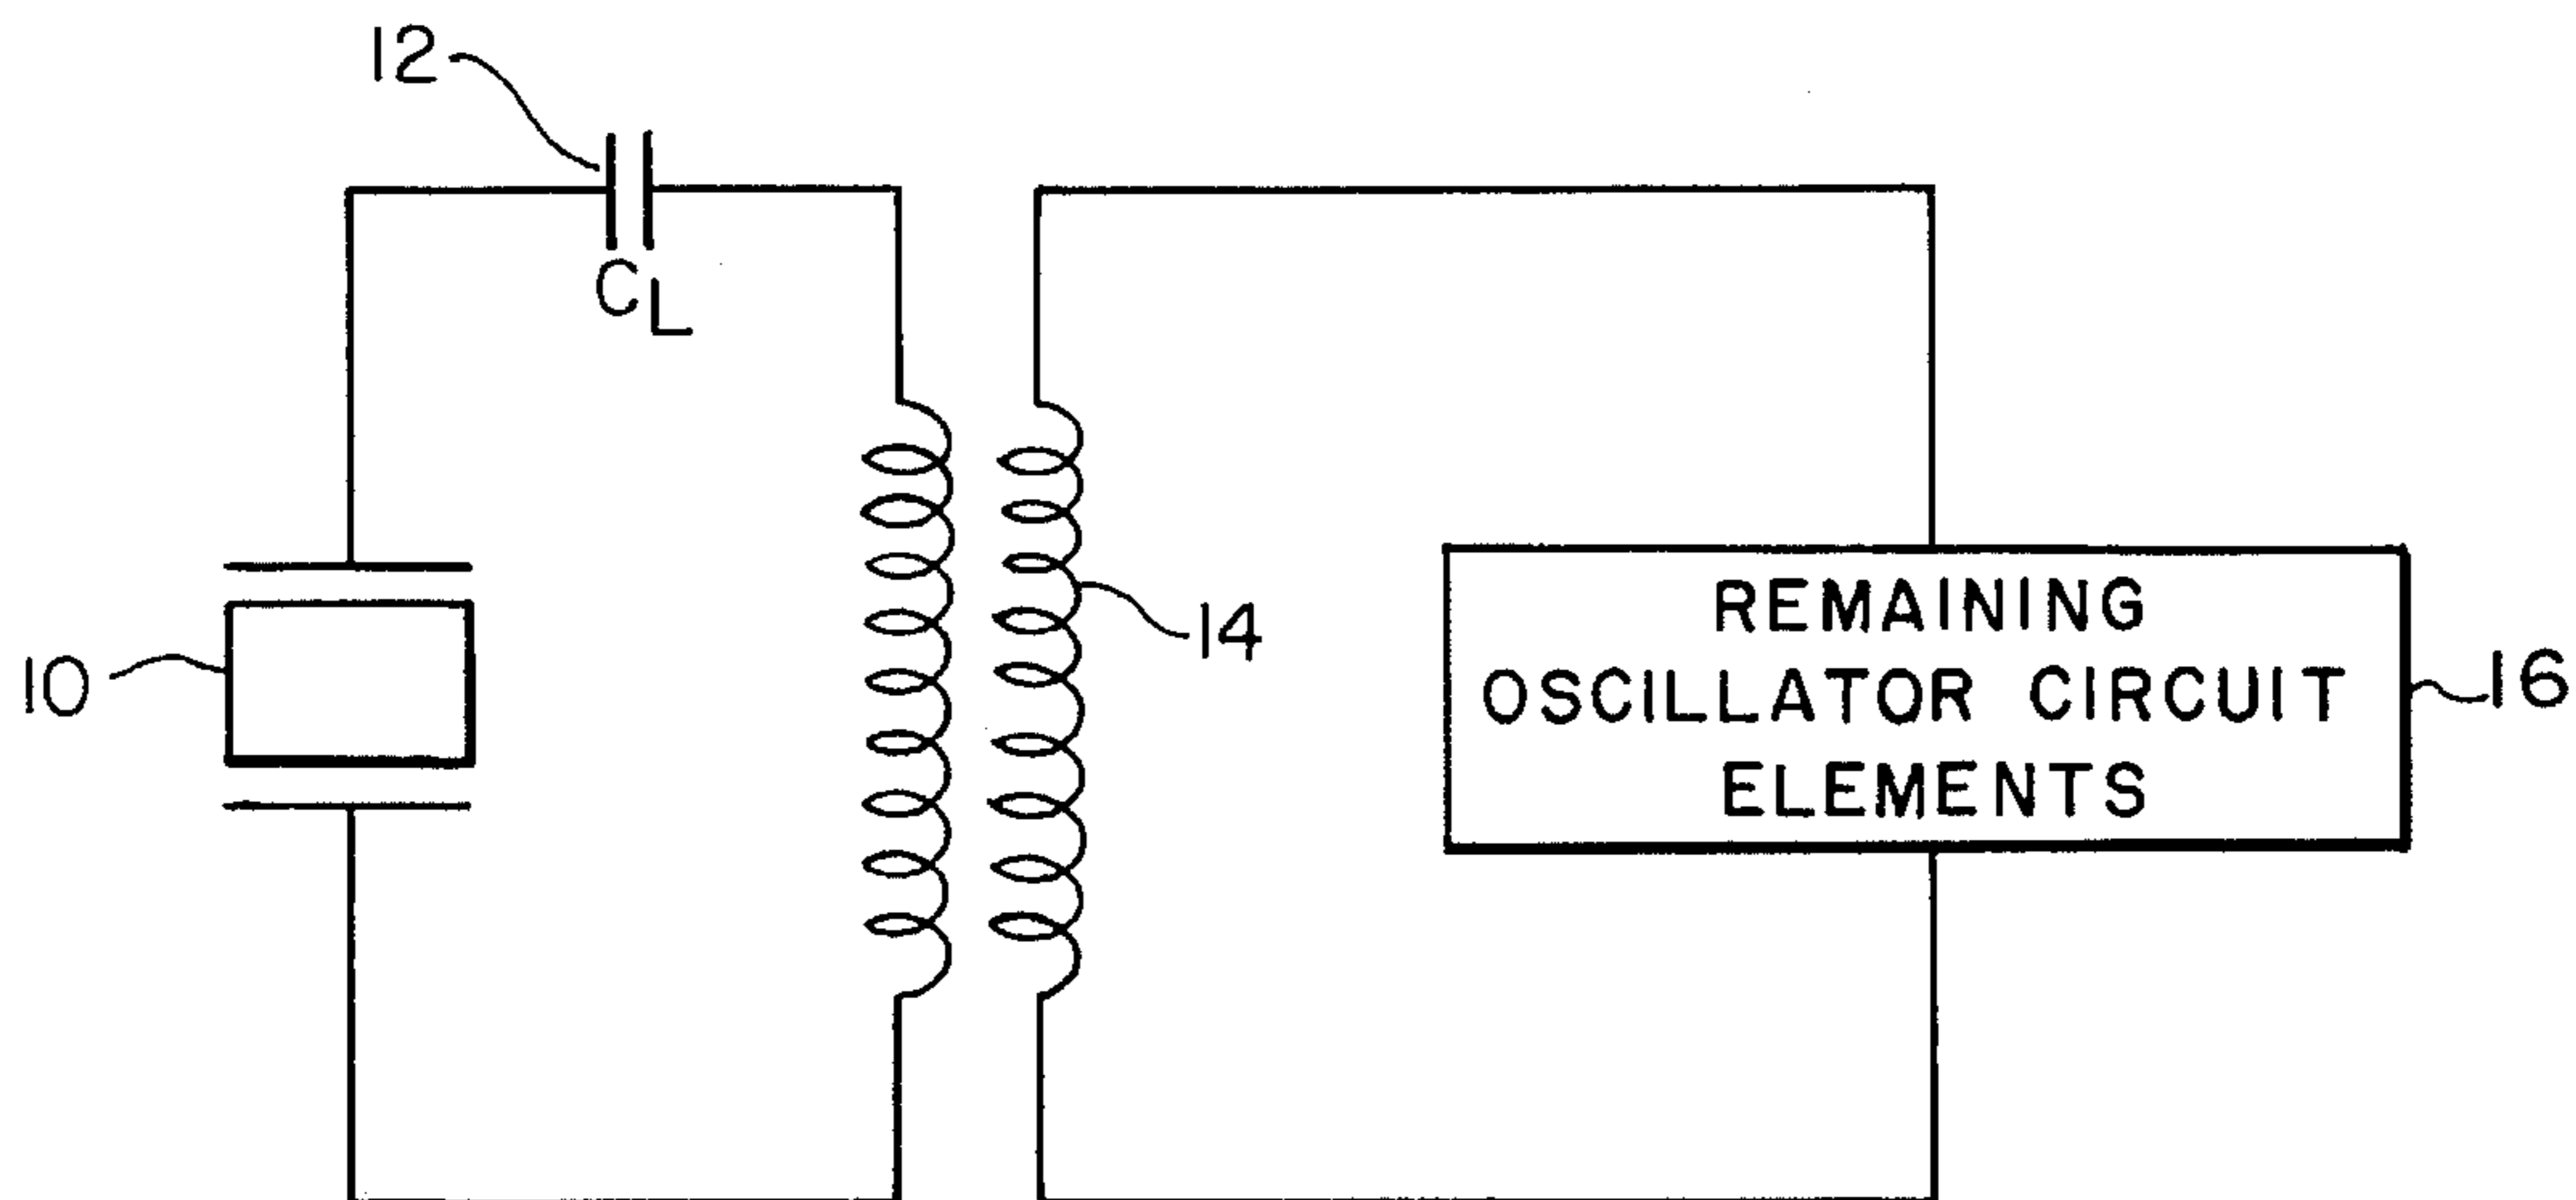 12
C_L
10
14
REMAINING
OSCILLATOR CIRCUIT
ELEMENTS
16